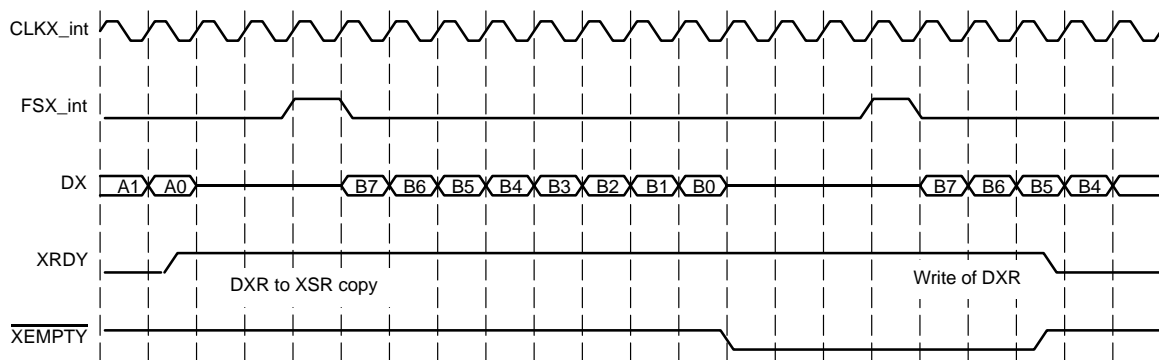 CLKX_int
FSX_int
DX A1 A0 B7 B6 B5 B4 B3 B2 B1 B0 B7 B6 B5 B4
XRDY
DXR to XSR copy Write of DXR
XEMPTY